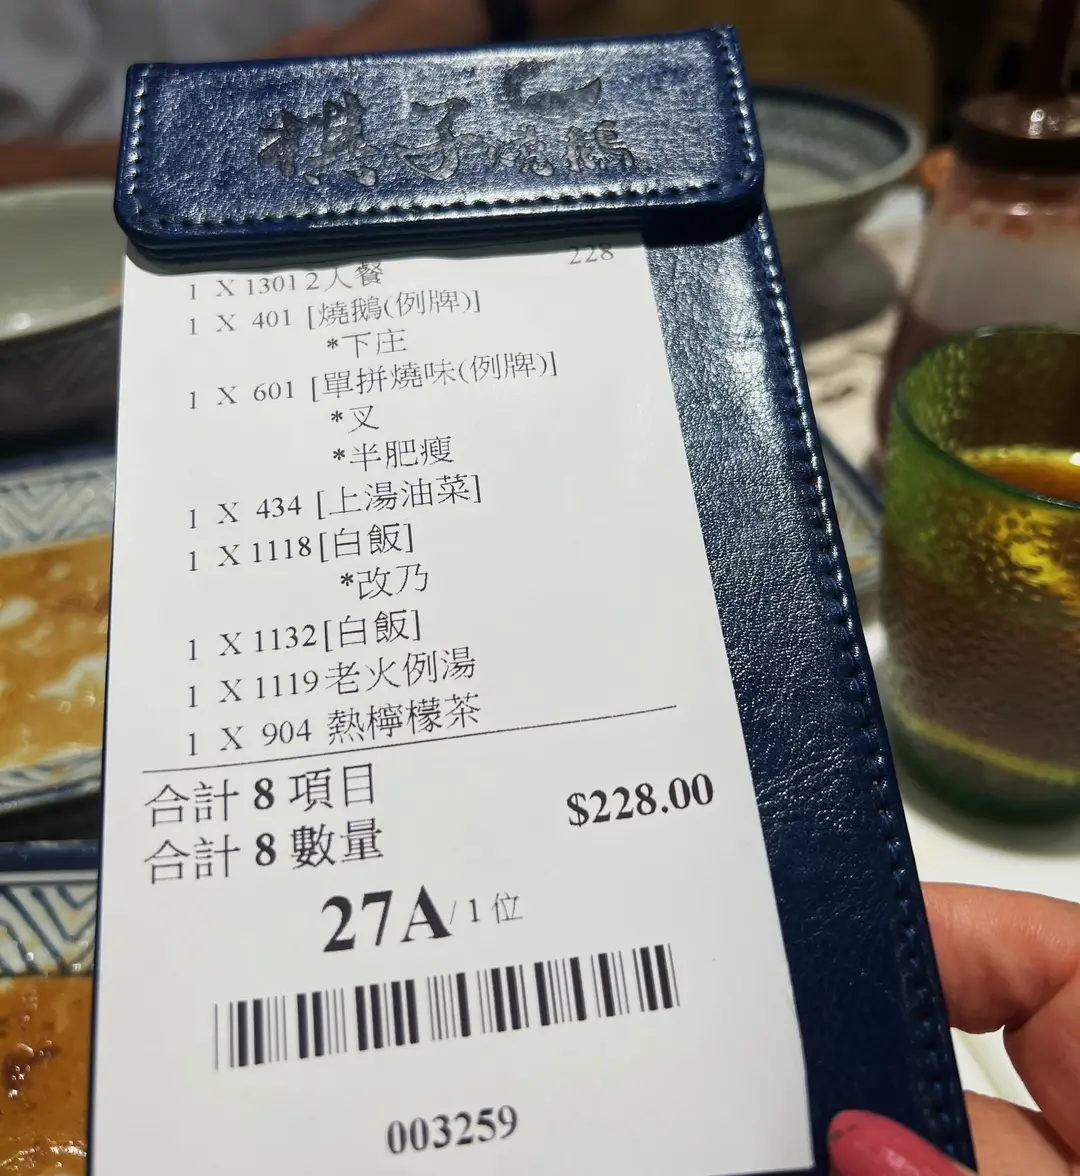 棋子燒鵝
228
1 X 1301 2人餐
1 X 401 [燒鵝(例牌)]
*下庄
1 X 601 [單拼燒味(例牌)]
*叉
*半肥瘦
1 X 434 [上湯油菜]
1 X 1118 [白飯]
*改乃
1 X 1132 [白飯]
1 X 1119 老火例湯
1 X 904 熱檸檬茶
合計 8 項目
合計 8 數量
$228.00
27A / 1 位
003259